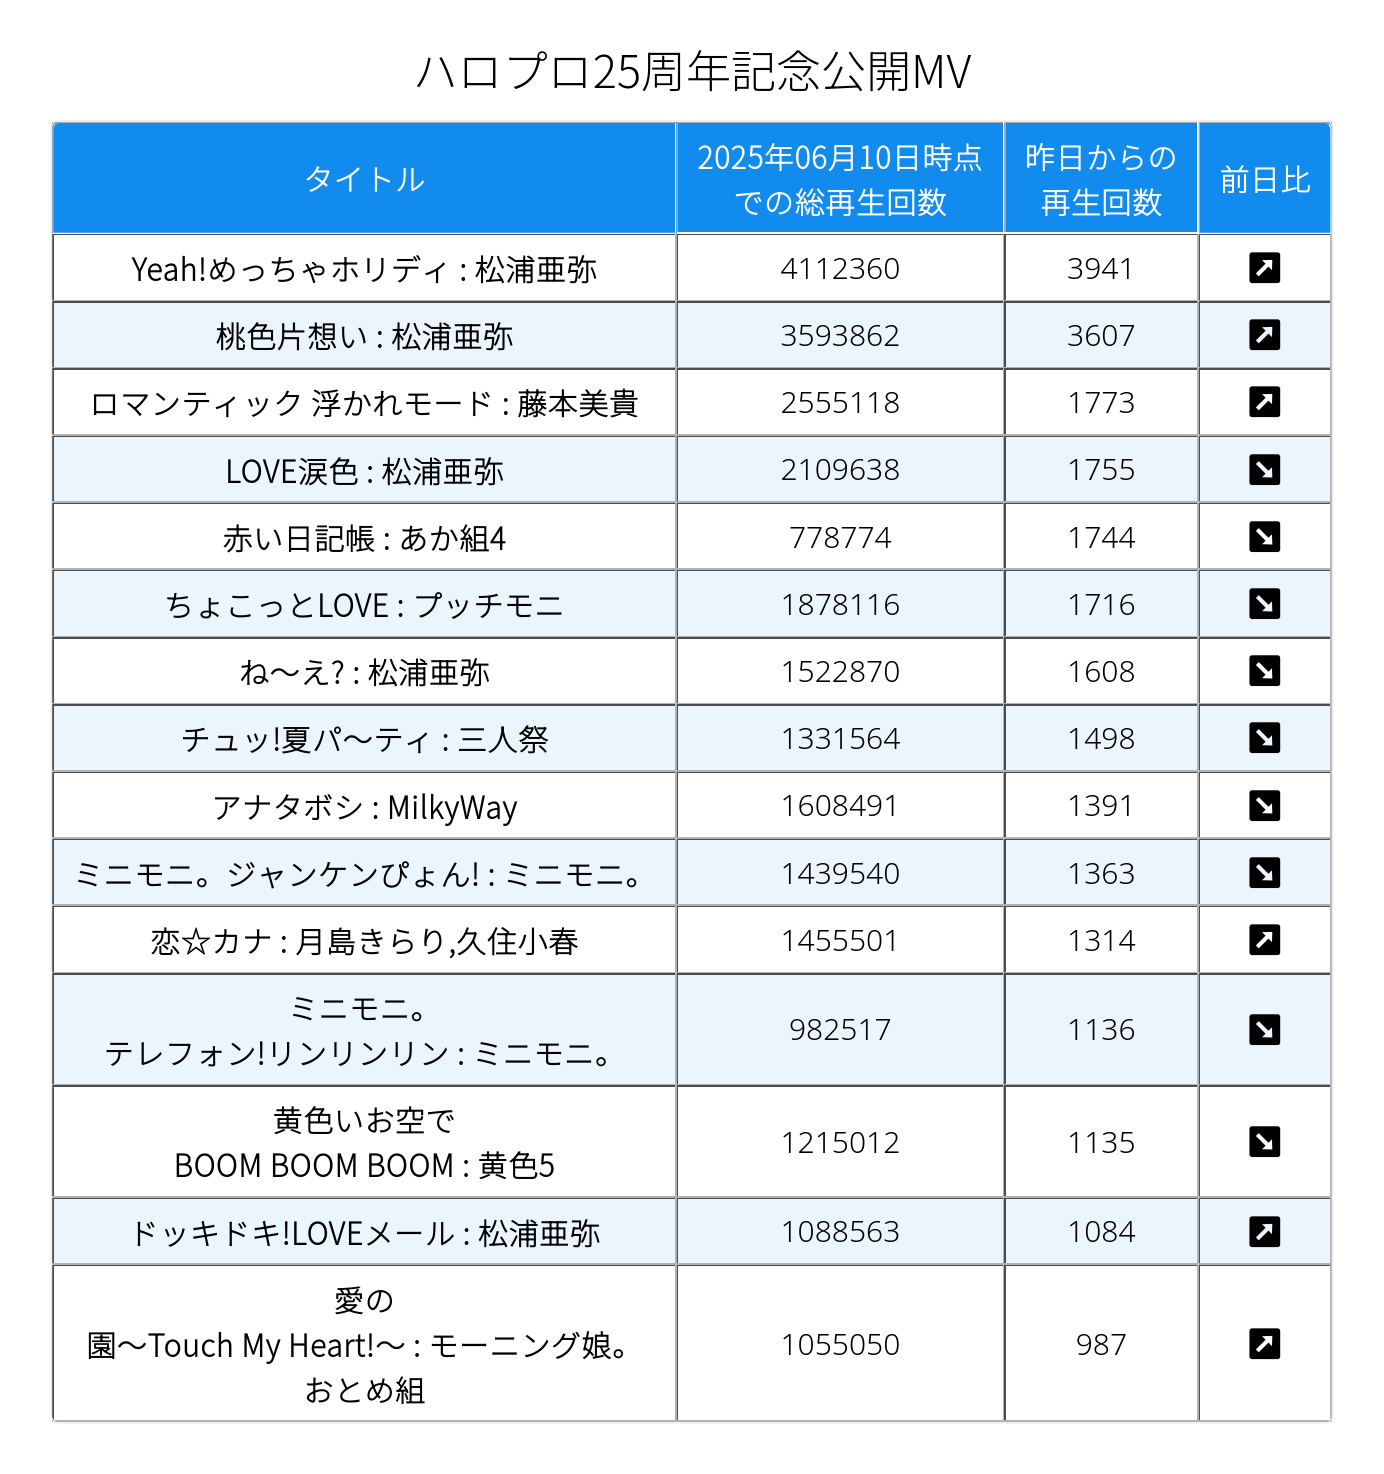 ハロプロ25周年記念公開MV
タイトル
2025年06月10日時点
での総再生回数
昨日からの
再生回数
前日比
Yeah!めっちゃホリディ : 松浦亜弥 4112360 3941
桃色片想い : 松浦亜弥 3593862 3607
ロマンティック 浮かれモード : 藤本美貴 2555118 1773
LOVE涙色 : 松浦亜弥 2109638 1755
赤い日記帳 : あか組4 778774 1744
ちょこっとLOVE : プッチモニ 1878116 1716
ね～え? : 松浦亜弥 1522870 1608
チュッ!夏パ～ティ : 三人祭 1331564 1498
アナタボシ : MilkyWay 1608491 1391
ミニモニ。ジャンケンぴょん! : ミニモニ。 1439540 1363
恋☆カナ : 月島きらり,久住小春 1455501 1314
ミニモニ。
テレフォン!リンリンリン : ミニモニ。 982517 1136
黄色いお空で
BOOM BOOM BOOM : 黄色5 1215012 1135
ドッキドキ!LOVEメール : 松浦亜弥 1088563 1084
愛の
園～Touch My Heart!～ : モーニング娘。 1055050 987
おとめ組